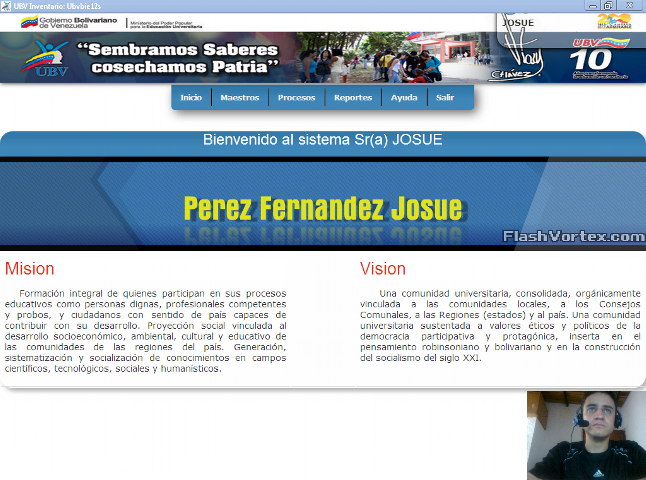 UBV Inventario: Ubvbie12s
Gobierno Bolivariano
de Venezuela
Ministerio del Poder Popular
para la Educación Universitaria
JOSUE
"Sembramos Saberes
cosechamos Patria"
UBV
UBV
10
Inicio Maestros Procesos Reportes Ayuda Salir
Bienvenido al sistema Sr(a) JOSUE
Perez Fernandez Josue
FlashVortex.com
Mision
Formación integral de quienes participan en sus procesos
educativos como personas dignas, profesionales competentes
y probos, y ciudadanos con sentido de país capaces de
contribuir con su desarrollo. Proyección social vinculada al
desarrollo socioeconómico, ambiental, cultural y educativo de
las comunidades de las regiones del país. Generación,
sistematización y socialización de conocimientos en campos
científicos, tecnológicos, sociales y humanísticos.
Vision
Una comunidad universitaria, consolidada, orgánicamente
vinculada a las comunidades locales, a los Consejos
Comunales, a las Regiones (estados) y al país. Una comunidad
universitaria sustentada a valores éticos y políticos de la
democracia participativa y protagónica, inserta en el
pensamiento robinsoniano y bolivariano y en la construcción
del socialismo del siglo XXI.